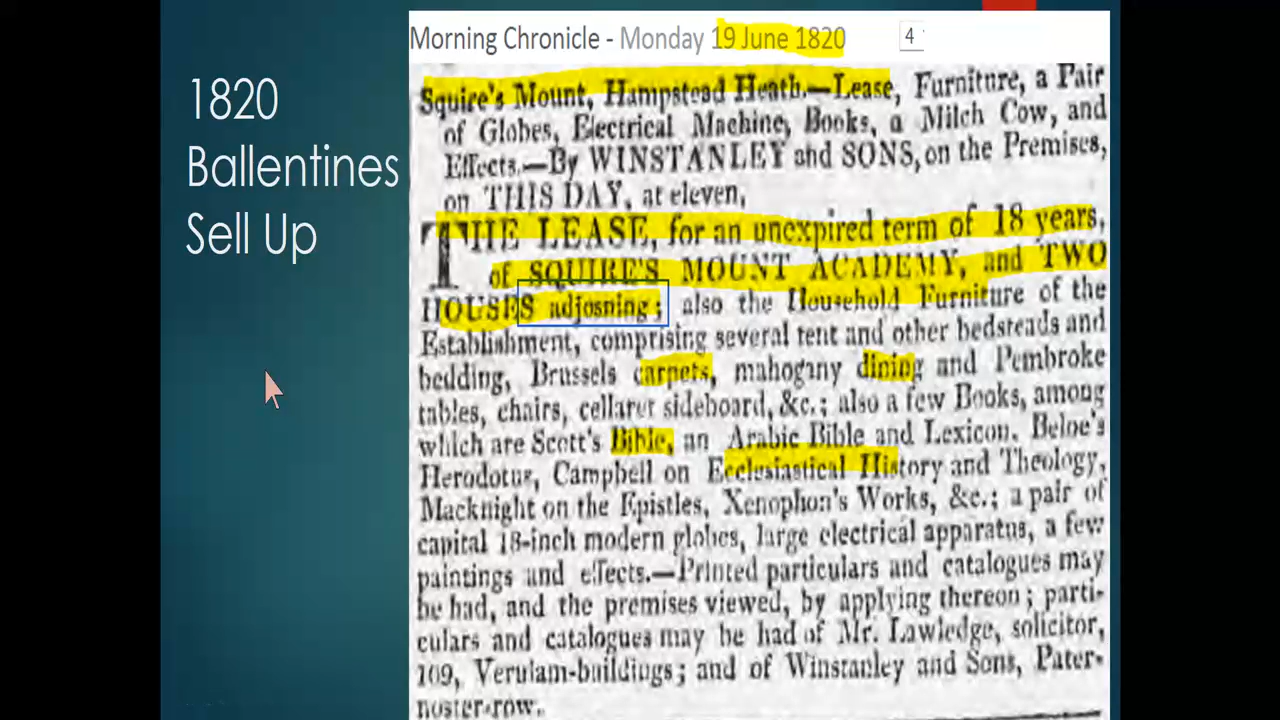 1820
Ballentines
Sell Up
Morning Chronicle - Monday 19 June 1820
4
Squire's Mount, Hampstead Heath.—Lease, Furniture, a Pair
of Globes, Electrical Machine, Books, a Milch Cow, and
Effects.—By WINSTANLEY and SONS, on the Premises,
on THIS DAY, at eleven,
THE LEASE, for an unexpired term of 18 years,
of SQUIRE'S MOUNT ACADEMY, and TWO
HOUSES adjosning; also the Household Furniture of the
Establishment, comprising several tent and other bedsteads and
bedding, Brussels carpets, mahogany dining and Pembroke
tables, chairs, cellaret sideboard, &c.; also a few Books, among
which are Scott's Bible, an Arabic Bible and Lexicon, Beloe's
Herodotus, Campbell on Ecclesiastical History and Theology,
Macknight on the Epistles, Xenophon's Works, &c.; a pair of
capital 18-inch modern globes, large electrical apparatus, a few
paintings and effects.—Printed particulars and catalogues may
be had, and the premises viewed, by applying thereon; parti-
culars and catalogues may be had of Mr. Lawledge, solicitor,
109, Verulam-buildings; and of Winstanley and Sons, Pater-
noster-row.